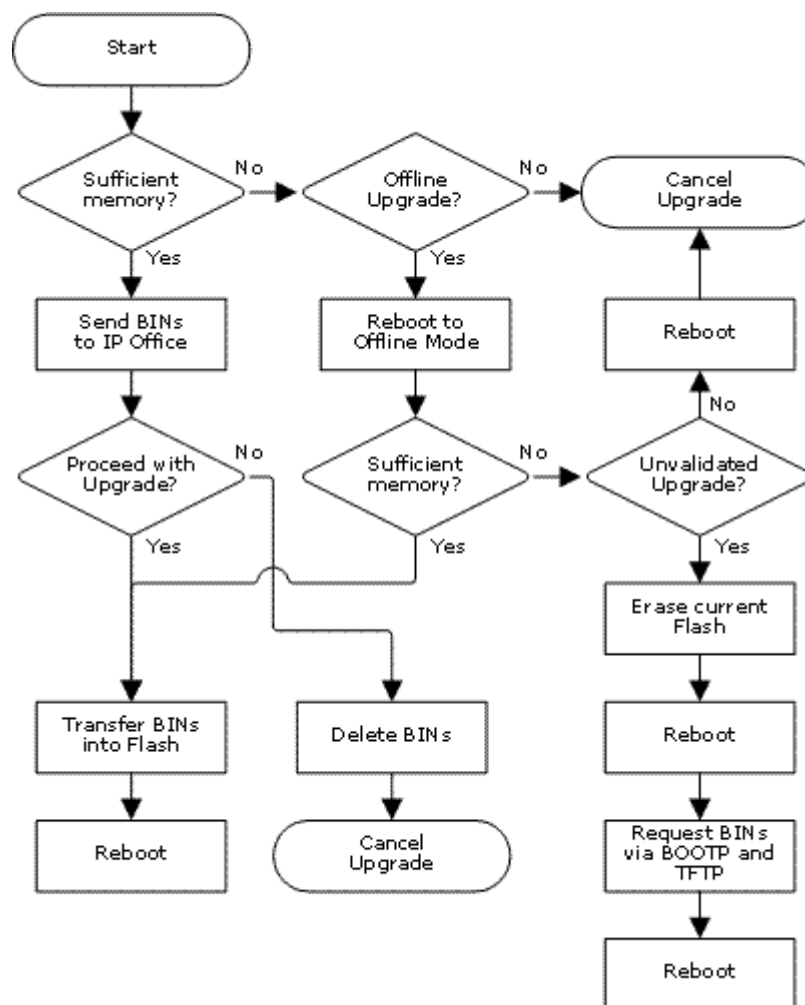 Start
Sufficient
memory?
No
Offline
Upgrade?
No
Cancel
Upgrade
Yes
Yes
Send BINs
to IP Office
Reboot to
Offline Mode
Reboot
No
Proceed with
Upgrade?
No
Sufficient
memory?
No
Unvalidated
Upgrade?
Yes
Yes
Yes
Erase current
Flash
Transfer BINs
into Flash
Delete BINs
Reboot
Reboot
Cancel
Upgrade
Request BINs
via BOOTP and
TFTP
Reboot